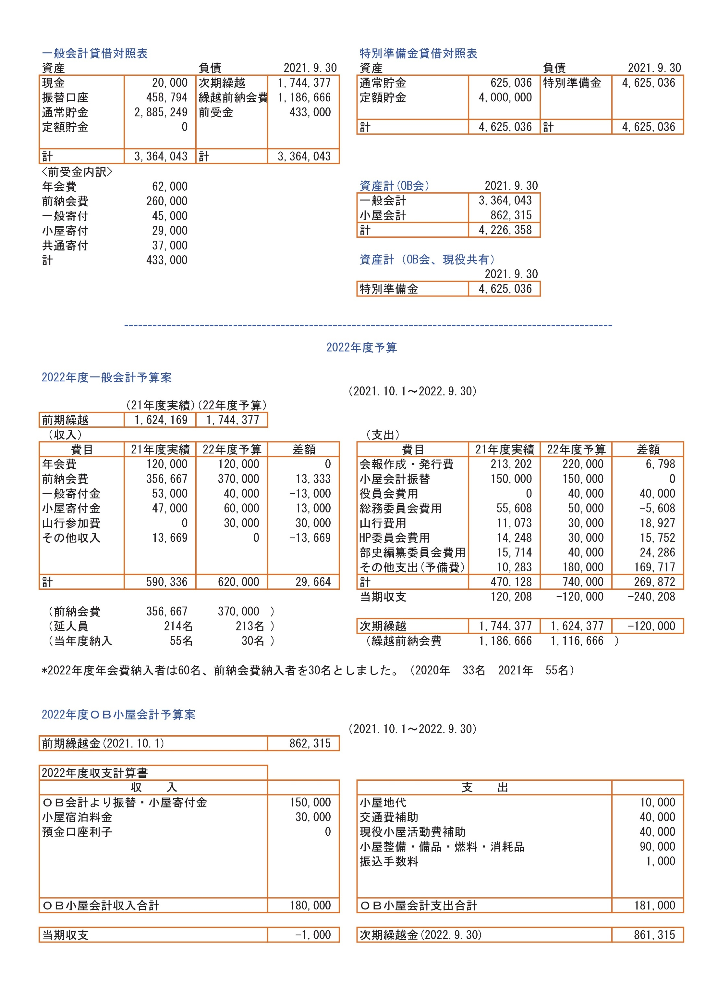 一般会計貸借対照表
資産 負債 2021.9.30
現金 20,000 次期繰越 1,744,377
振替口座 458,794 繰越前納会費 1,186,666
通常貯金 2,885,249 前受金 433,000
定額貯金 0
計 3,364,043 計 3,364,043
<前受金内訳>
年会費 62,000
前納会費 260,000
一般寄付 45,000
小屋寄付 29,000
共通寄付 37,000
計 433,000
特別準備金貸借対照表
資産 負債 2021.9.30
通常貯金 625,036 特別準備金 4,625,036
定額貯金 4,000,000
計 4,625,036 計 4,625,036
資産計(OB会) 2021.9.30
一般会計 3,364,043
小屋会計 862,315
計 4,226,358
資産計（OB会、現役共有）
2021.9.30
特別準備金 4,625,036
2022年度予算
2022年度一般会計予算案
(2021.10.1～2022.9.30)
(21年度実績) (22年度予算)
前期繰越 1,624,169 1,744,377
（収入）
費目 21年度実績 22年度予算 差額
年会費 120,000 120,000 0
前納会費 356,667 370,000 13,333
一般寄付金 53,000 40,000 -13,000
小屋寄付金 47,000 60,000 13,000
山行参加費 0 30,000 30,000
その他収入 13,669 0 -13,669
計 590,336 620,000 29,664
（前納会費 356,667 370,000 ）
（延人員 214名 213名 ）
（当年度納入 55名 30名 ）
（支出）
費目 21年度実績 22年度予算 差額
会報作成・発行費 213,202 220,000 6,798
小屋会計振替 150,000 150,000 0
役員会費用 0 40,000 40,000
総務委員会費用 55,608 50,000 -5,608
山行費用 11,073 30,000 18,927
HP委員会費用 14,248 30,000 15,752
部史編纂委員会費用 15,714 40,000 24,286
その他支出(予備費) 10,283 180,000 169,717
計 470,128 740,000 269,872
当期収支 120,208 -120,000 -240,208
次期繰越 1,744,377 1,624,377 -120,000
（繰越前納会費 1,186,666 1,116,666 ）
*2022年度年会費納入者は60名、前納会費納入者を30名としました。（2020年　33名　2021年　55名）
2022年度ＯＢ小屋会計予算案
(2021.10.1～2022.9.30)
前期繰越金(2021.10.1) 862,315
2022年度収支計算書
収　　入
ＯＢ会計より振替・小屋寄付金 150,000
小屋宿泊料金 30,000
預金口座利子 0
ＯＢ小屋会計収入合計 180,000
当期収支 -1,000
支　　出
小屋地代 10,000
交通費補助 40,000
現役小屋活動費補助 40,000
小屋整備・備品・燃料・消耗品 90,000
振込手数料 1,000
ＯＢ小屋会計支出合計 181,000
次期繰越金(2022.9.30) 861,315